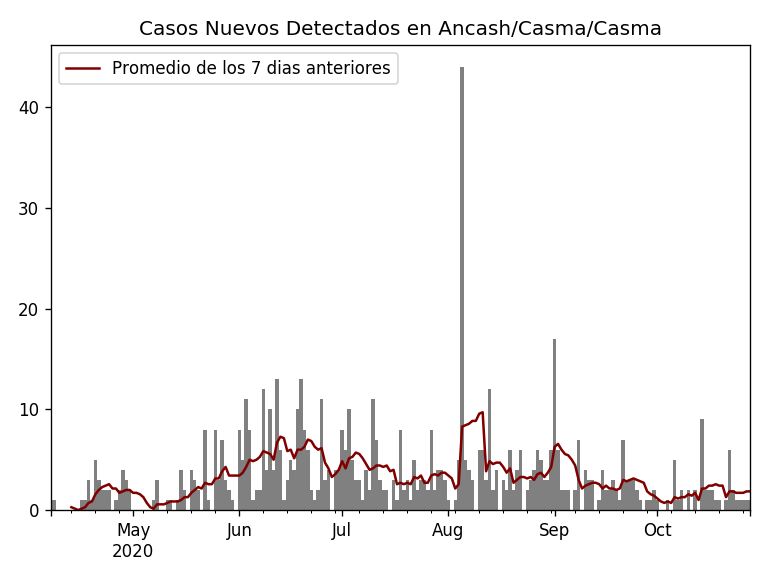 Casos Nuevos Detectados en Ancash/Casma/Casma
Promedio de los 7 dias anteriores
40
30
20
10
0
May Jun Jul Aug Sep Oct
2020